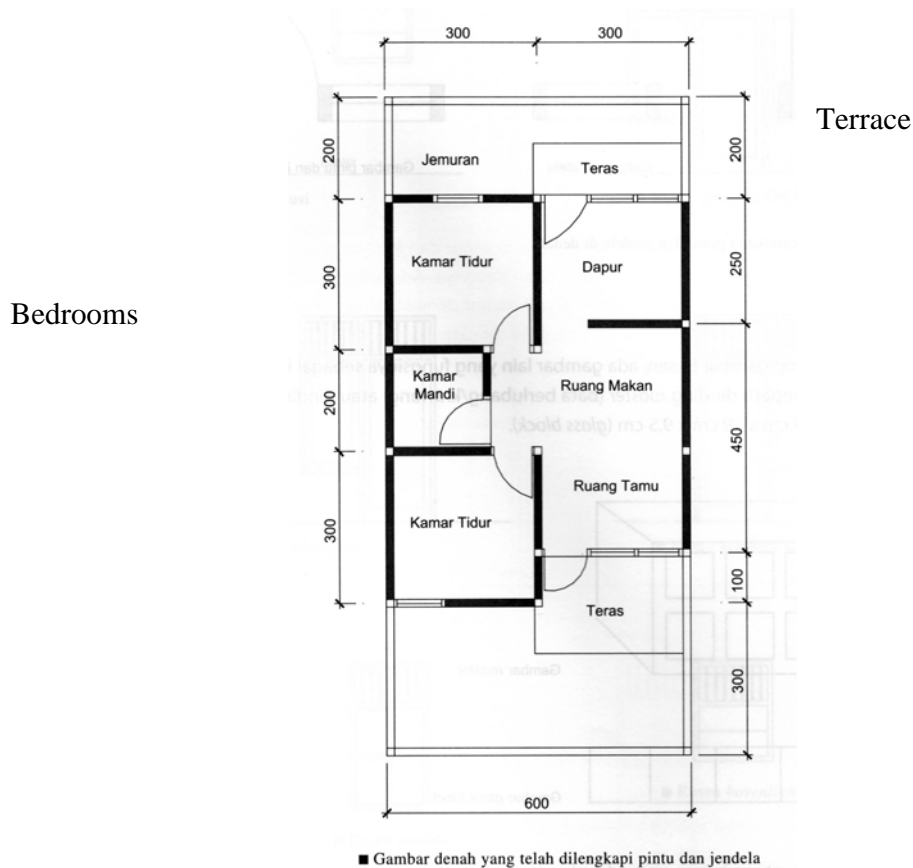 300
300
Terrace
200
200
Jemuran
Teras
Kamar Tidur
Dapur
300
250
Bedrooms
Kamar
Mandi
Ruang Makan
200
450
Ruang Tamu
Kamar Tidur
300
100
Teras
300
600
■ Gambar denah yang telah dilengkapi pintu dan jendela